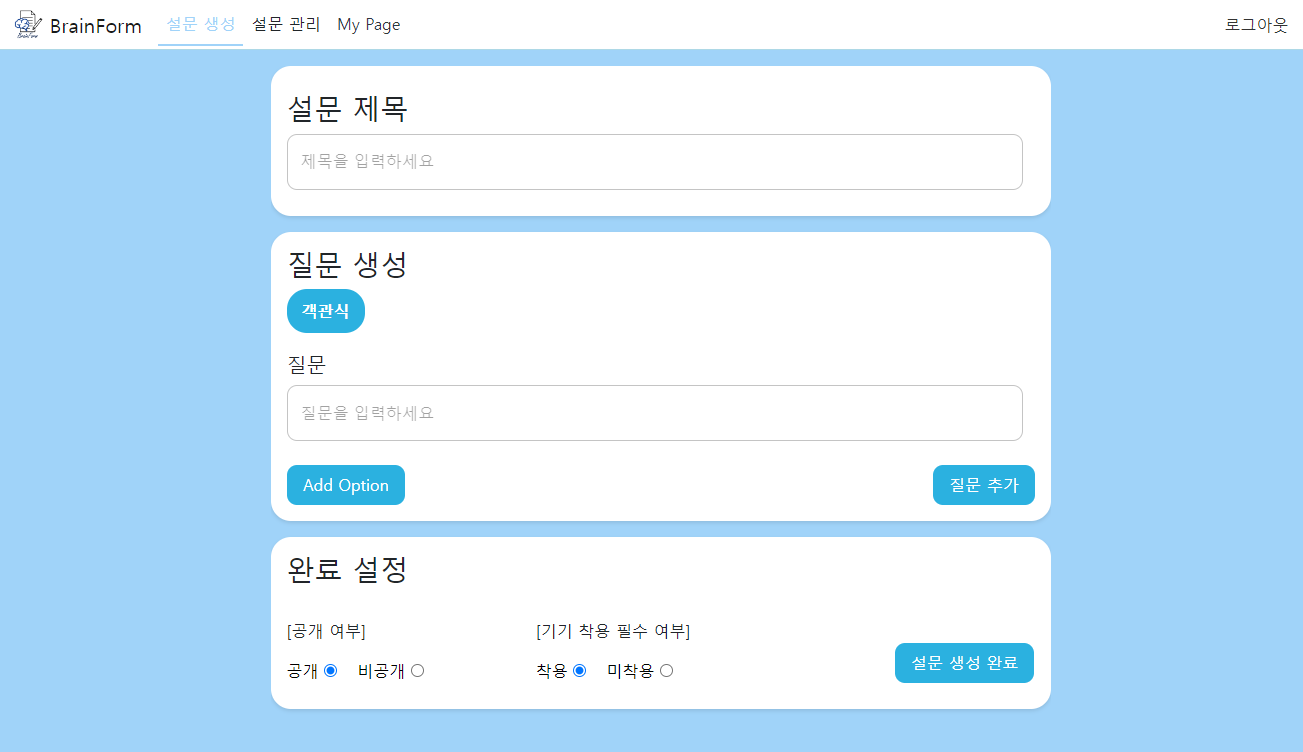 BrainForm 설문 생성 설문 관리 My Page 로그아웃
설문 제목
제목을 입력하세요
질문 생성
객관식
질문
질문을 입력하세요
Add Option 질문 추가
완료 설정
[공개 여부] [기기 착용 필수 여부]
공개 비공개 착용 미착용 설문 생성 완료